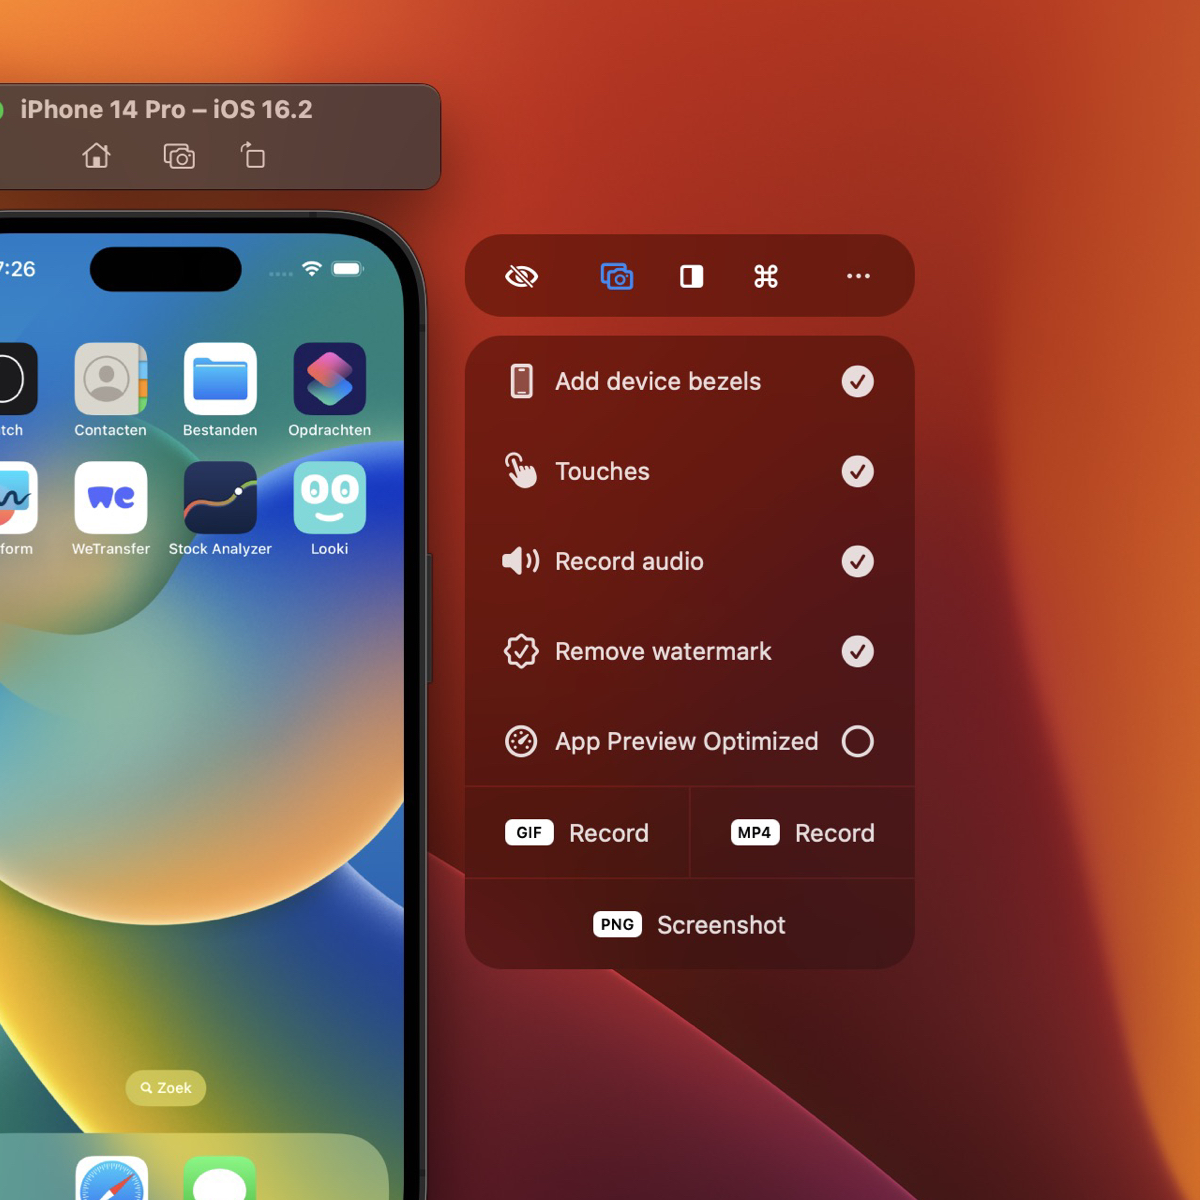 iPhone 14 Pro – iOS 16.2
7:26
tch
Contacten
Bestanden
Opdrachten
form
WeTransfer
Stock Analyzer
Looki
Zoek
Add device bezels
Touches
Record audio
Remove watermark
App Preview Optimized
GIF Record
MP4 Record
PNG Screenshot